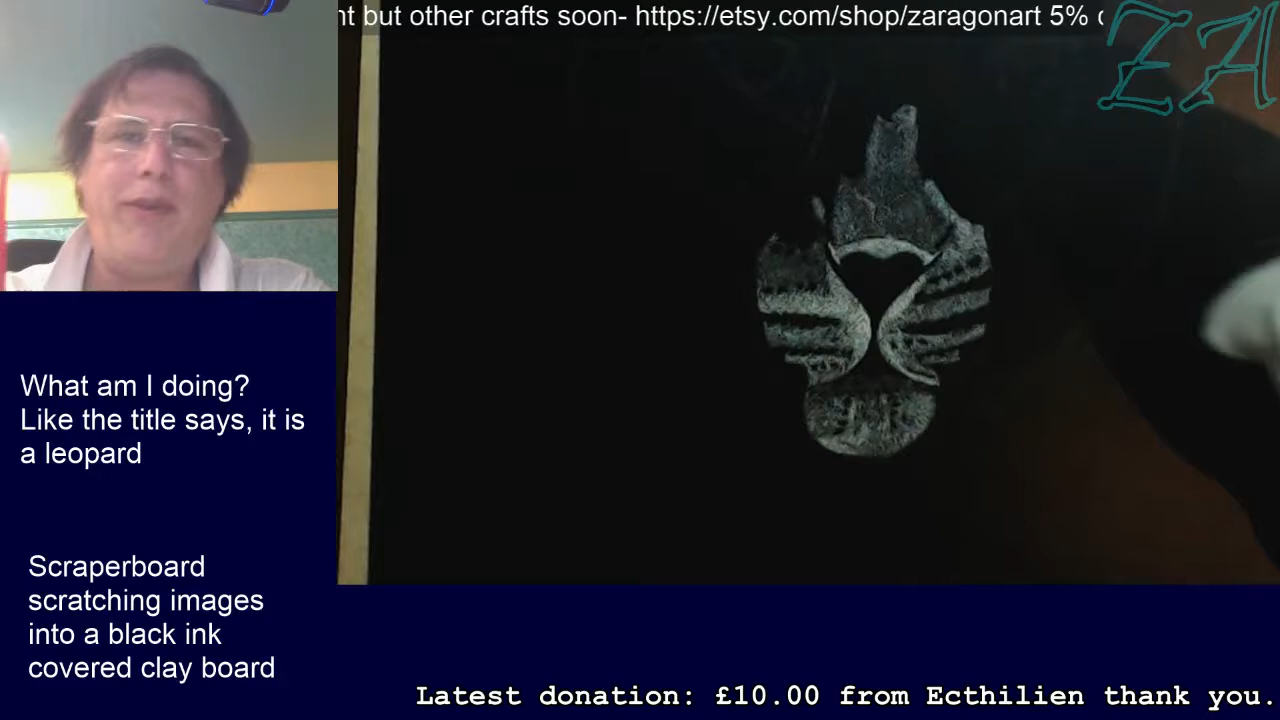 nt but other crafts soon- https://etsy.com/shop/zaragonart 5%
ZA
What am I doing?
Like the title says, it is
a leopard
Scraperboard
scratching images
into a black ink
covered clay board
Latest donation: £10.00 from Ecthilien thank you.